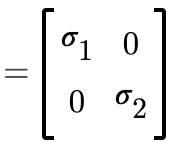 = [ σ₁ 0
0 σ₂ ]